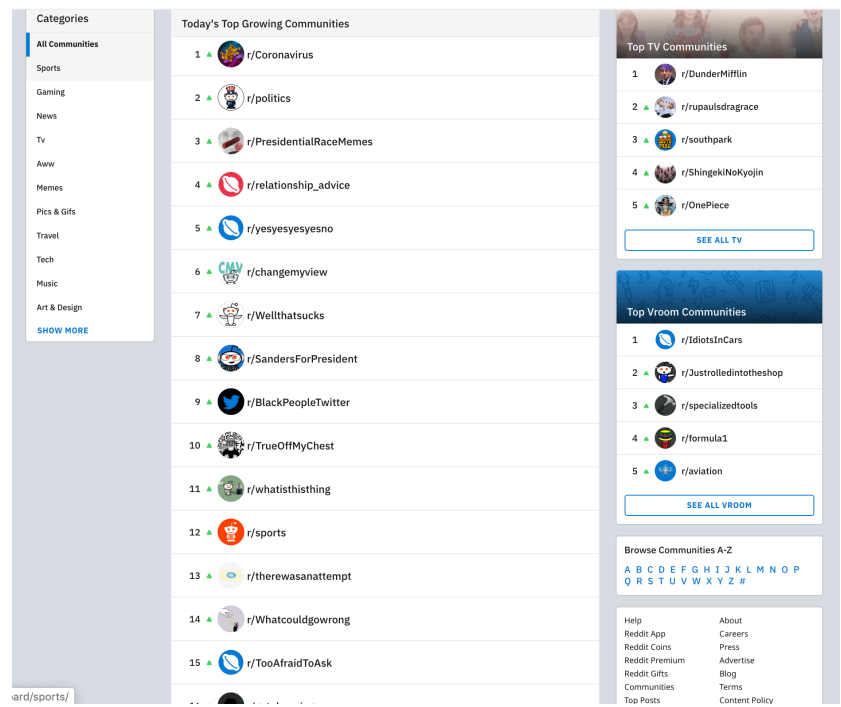 Categories
All Communities
Sports
Gaming
News
Tv
Aww
Memes
Pics & Gifs
Travel
Tech
Music
Art & Design
SHOW MORE
Today's Top Growing Communities
1 r/Coronavirus
2 r/politics
3 r/PresidentialRaceMemes
4 r/relationship_advice
5 r/yesyesyesyesno
6 CMV r/changemyview
7 r/Wellthatsucks
8 r/SandersForPresident
9 r/BlackPeopleTwitter
10 r/TrueOffMyChest
11 r/whatisthisthing
12 r/sports
13 r/therewasanattempt
14 r/Whatcouldgowrong
15 r/TooAfraidToAsk
Top TV Communities
1 r/DunderMifflin
2 r/rupaulsdragrace
3 r/southpark
4 r/ShingekiNoKyojin
5 r/OnePiece
SEE ALL TV
Top Vroom Communities
1 r/IdiotsInCars
2 r/Justrolledintotheshop
3 r/specializedtools
4 r/formula1
5 r/aviation
SEE ALL VROOM
Browse Communities A-Z
A B C D E F G H I J K L M N O P
Q R S T U V W X Y Z #
Help
Reddit App
Reddit Coins
Reddit Premium
Reddit Gifts
Communities
Top Posts
About
Careers
Press
Advertise
Blog
Terms
Content Policy
ard/sports/